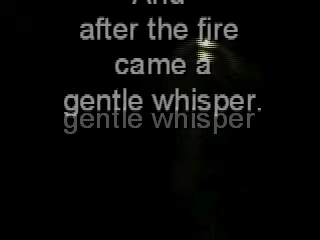 And
after the fire
came a
gentle whisper.
gentle whisper